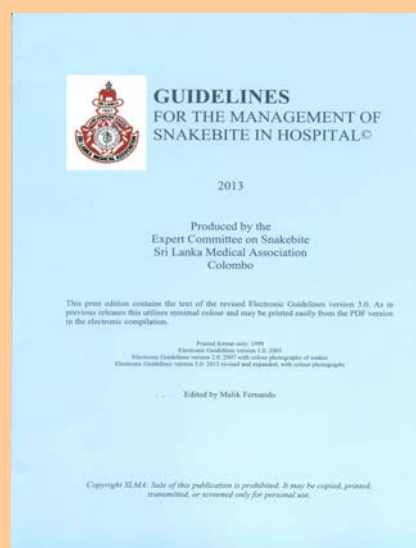 GUIDELINES
FOR THE MANAGEMENT OF
SNAKEBITE IN HOSPITAL©
2013
Produced by the
Expert Committee on Snakebite
Sri Lanka Medical Association
Colombo
This print edition contains the text of the revised Electronic Guidelines version 3.0. As in
previous releases this utilises minimal colour and may be printed easily from the PDF version
in the electronic compilation.
Printed format only: 1999
Electronic Guidelines version 1.0: 2005
Electronic Guidelines version 2.0: 2007 with colour photographs of snakes
Electronic Guidelines version 3.0: 2013 revised and expanded, with colour photographs
Edited by Malik Fernando
Copyright SLMA: Sale of this publication is prohibited. It may be copied, printed,
transmitted, or screened only for personal use.